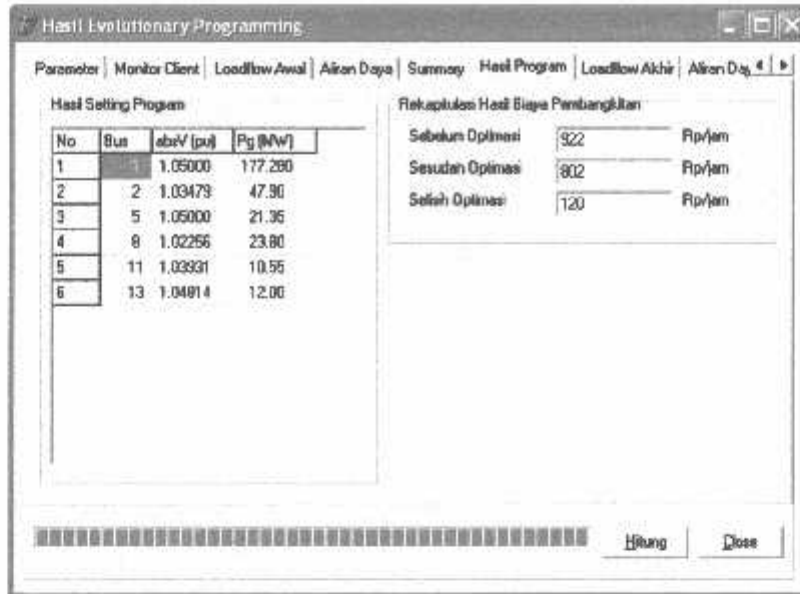 Hasil Evolutionary Programming
Parameter | Monitor Client | Loadflow Awal | Aliran Daya | Summary | Hasil Program | Loadflow Akhir | Aliran Day
Hasil Setting Program
No Bus absV (pu) Pg (MW)
1 1 1.05000 177.280
2 2 1.03479 47.90
3 5 1.05000 21.35
4 8 1.02256 23.80
5 11 1.03931 10.55
6 13 1.04814 12.00
Rekapitulasi Hasil Biaya Pembangkitan
Sebelum Optimasi 922 Rp/jam
Sesudah Optimasi 802 Rp/jam
Selisih Optimasi 120 Rp/jam
Hitung Close